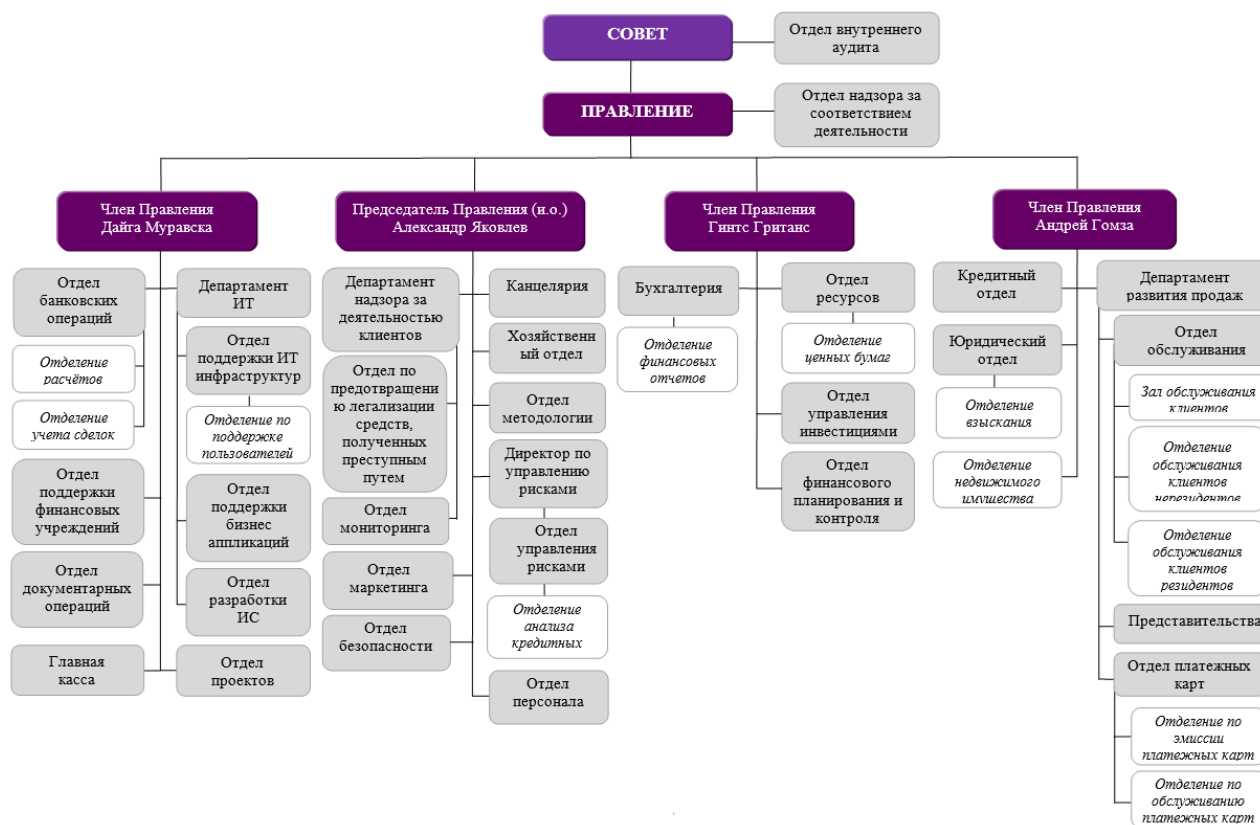 СОВЕТ
Отдел внутреннего
аудита
ПРАВЛЕНИЕ
Отдел надзора за
соответствием
деятельности
Член Правления
Дайга Муравска
Председатель Правления (и.о.)
Александр Яковлев
Член Правления
Гинтс Гританс
Член Правления
Андрей Гомза
Отдел
банковских
операций
Отделение
расчётов
Отделение
учета сделок
Отдел
поддержки
финансовых
учреждений
Отдел
документарных
операций
Главная
касса
Департамент
ИТ
Отдел
поддержки ИТ
инфраструктур
Отделение по
поддержке
пользователей
Отдел
поддержки
бизнес
аппликаций
Отдел
разработки
ИС
Отдел
проектов
Департамент
надзора за
деятельностью
клиентов
Отдел по
предотвращени
ю легализации
средств,
полученных
преступным
путем
Отдел
мониторинга
Отдел
маркетинга
Отдел
безопасности
Канцелярия
Хозяйственн
ный отдел
Отдел
методологии
Директор по
управлению
рисками
Отдел
управления
рисками
Отделение
анализа
кредитных
Отдел
персонала
Бухгалтерия
Отделение
финансовых
отчетов
Отдел
ресурсов
Отделение
ценных бумаг
Отдел
управления
инвестициями
Отдел
финансового
планирования и
контроля
Кредитный
отдел
Юридический
отдел
Отделение
взыскания
Отделение
недвижимого
имущества
Департамент
развития продаж
Отдел
обслуживания
Зал обслуживания
клиентов
Отделение
обслуживания
клиентов
нерезидентов
Отделение
обслуживания
клиентов
резидентов
Представительства
Отдел платежных
карт
Отделение по
эмиссии
платежных карт
Отделение по
обслуживанию
платежных карт